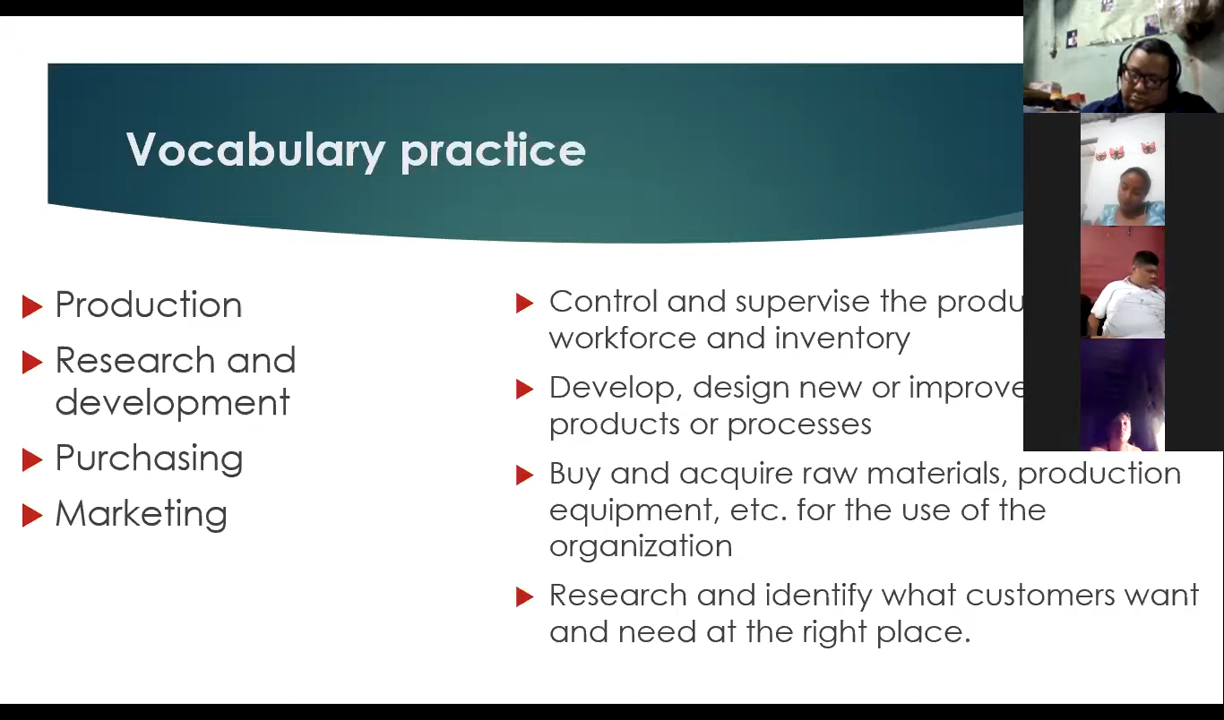 Vocabulary practice
Production
Research and
development
Purchasing
Marketing
Control and supervise the
workforce and inventory
Develop, design new or improve
products or processes
Buy and acquire raw materials, production
equipment, etc. for the use of the
organization
Research and identify what customers want
and need at the right place.